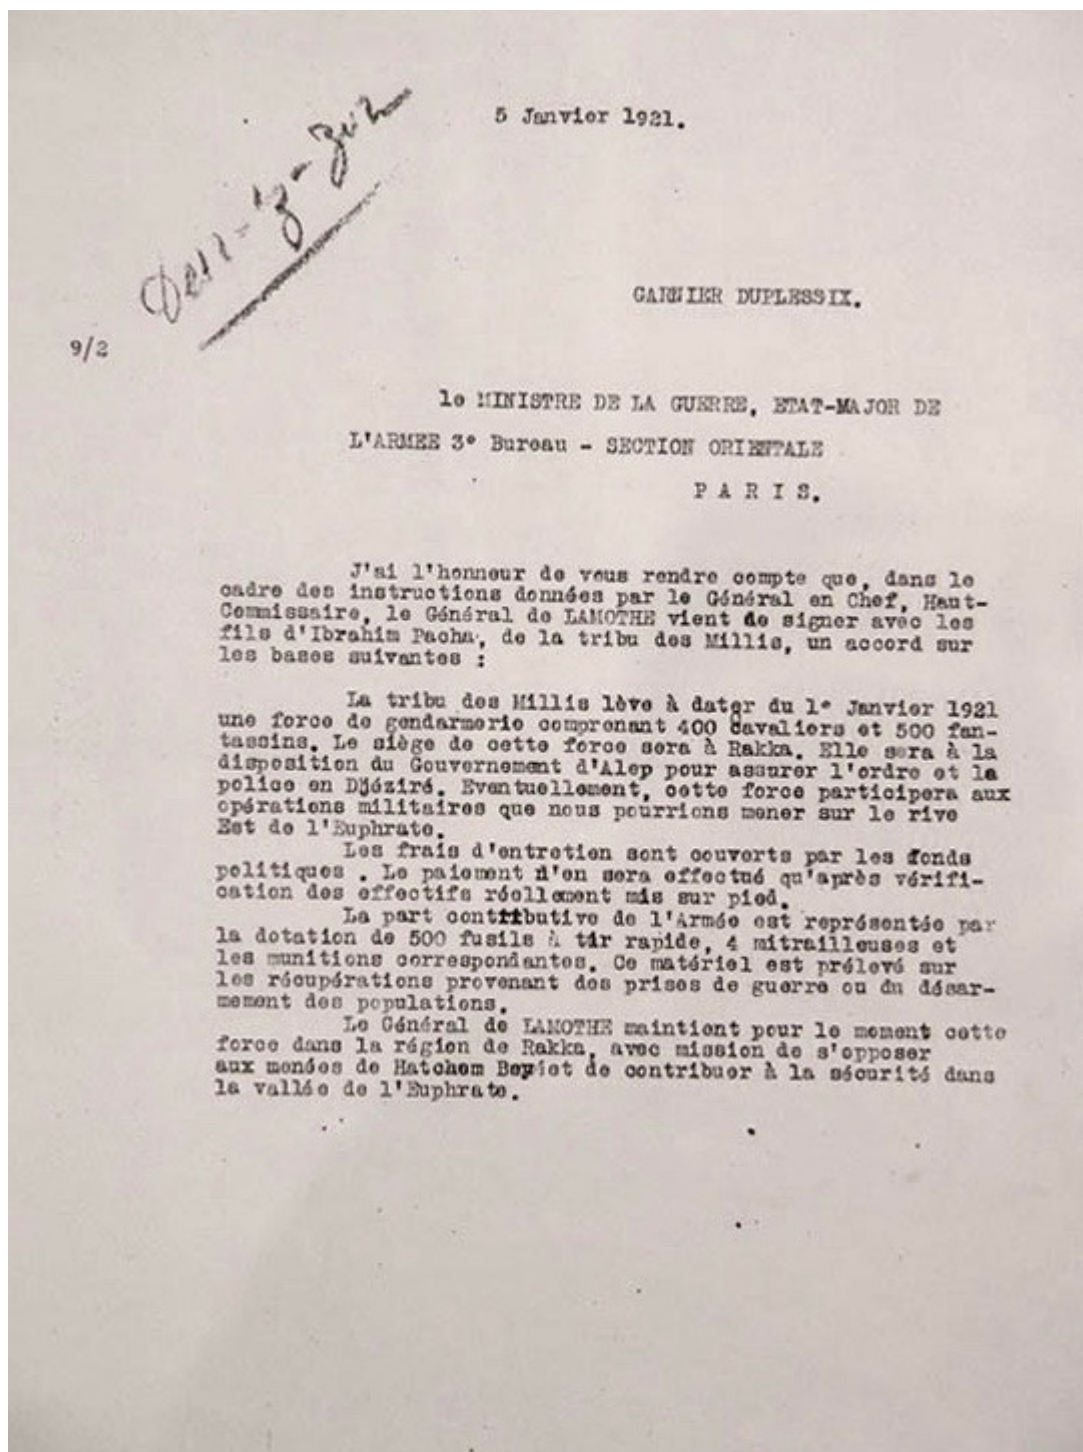 5 Janvier 1921.
Deir-z-Zor
GARNIER DUPLESSIX.
9/2
le MINISTRE DE LA GUERRE, ETAT-MAJOR DE
L'ARMEE 3° Bureau - SECTION ORIENTALE
P A R I S.
J'ai l'honneur de vous rendre compte que, dans le
cadre des instructions données par le Général en Chef, Haut-
Commissaire, le Général de LAMOTHE vient de signer avec les
fils d'Ibrahim Pacha, de la tribu des Millis, un accord sur
les bases suivantes :
La tribu des Millis lève à dater du 1° Janvier 1921
une force de gendarmerie comprenant 400 cavaliers et 500 fan-
tassins. Le siège de cette force sera à Rakka. Elle sera à la
disposition du Gouvernement d'Alep pour assurer l'ordre et la
police en Djéziré. Eventuellement, cette force participera aux
opérations militaires que nous pourrions mener sur le rive
Est de l'Euphrate.
Les frais d'entretien sont couverts par les fonds
politiques . Le paiement n'en sera effectué qu'après vérifi-
cation des effectifs réellement mis sur pied.
La part conttibutive de l'Armée est représentée par
la dotation de 500 fusils à tir rapide, 4 mitrailleuses et
les munitions correspondantes. Ce matériel est prélevé sur
les récupérations provenant des prises de guerre ou du désar-
mement des populations.
Le Général de LAMOTHE maintient pour le moment cette
force dans la région de Rakka, avec mission de s'opposer
aux menées de Hatchem Bey et de contribuer à la sécurité dans
la vallée de l'Euphrate.